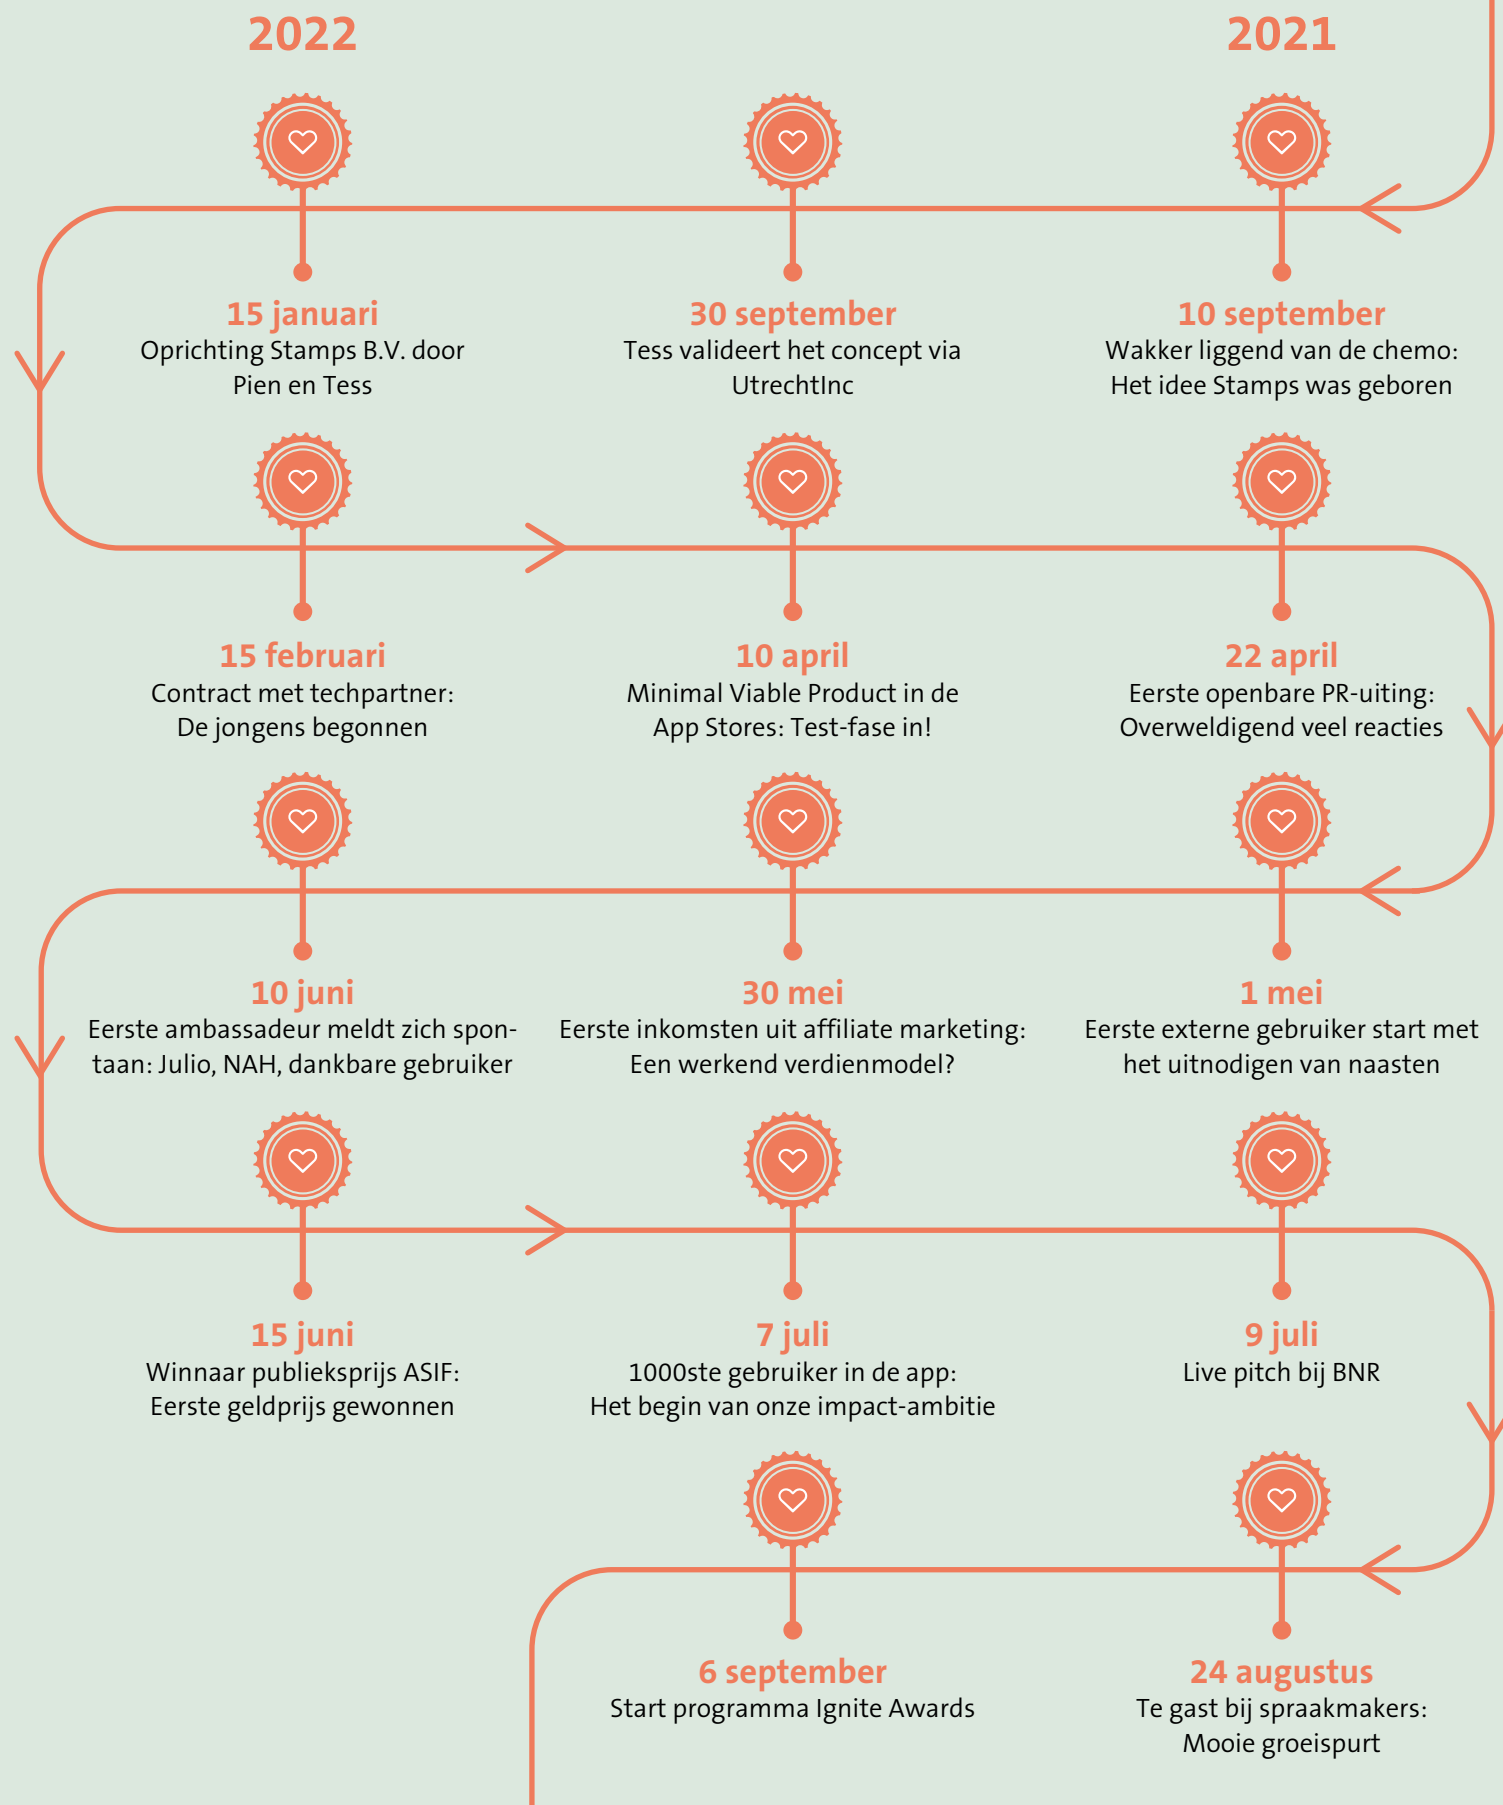 2021
10 september
Wakker liggend van de chemo:
Het idee Stamps was geboren
30 september
Tess valideert het concept via
UtrechtInc
2022
15 januari
Oprichting Stamps B.V. door
Pien en Tess
15 februari
Contract met techpartner:
De jongens begonnen
10 april
Minimal Viable Product in de
App Stores: Test-fase in!
22 april
Eerste openbare PR-uiting:
Overweldigend veel reacties
1 mei
Eerste externe gebruiker start met
het uitnodigen van naasten
30 mei
Eerste inkomsten uit affiliate marketing:
Een werkend verdienmodel?
10 juni
Eerste ambassadeur meldt zich spon-
taan: Julio, NAH, dankbare gebruiker
15 juni
Winnaar publieksprijs ASIF:
Eerste geldprijs gewonnen
7 juli
1000ste gebruiker in de app:
Het begin van onze impact-ambitie
9 juli
Live pitch bij BNR
24 augustus
Te gast bij spraakmakers:
Mooie groeispurt
6 september
Start programma Ignite Awards